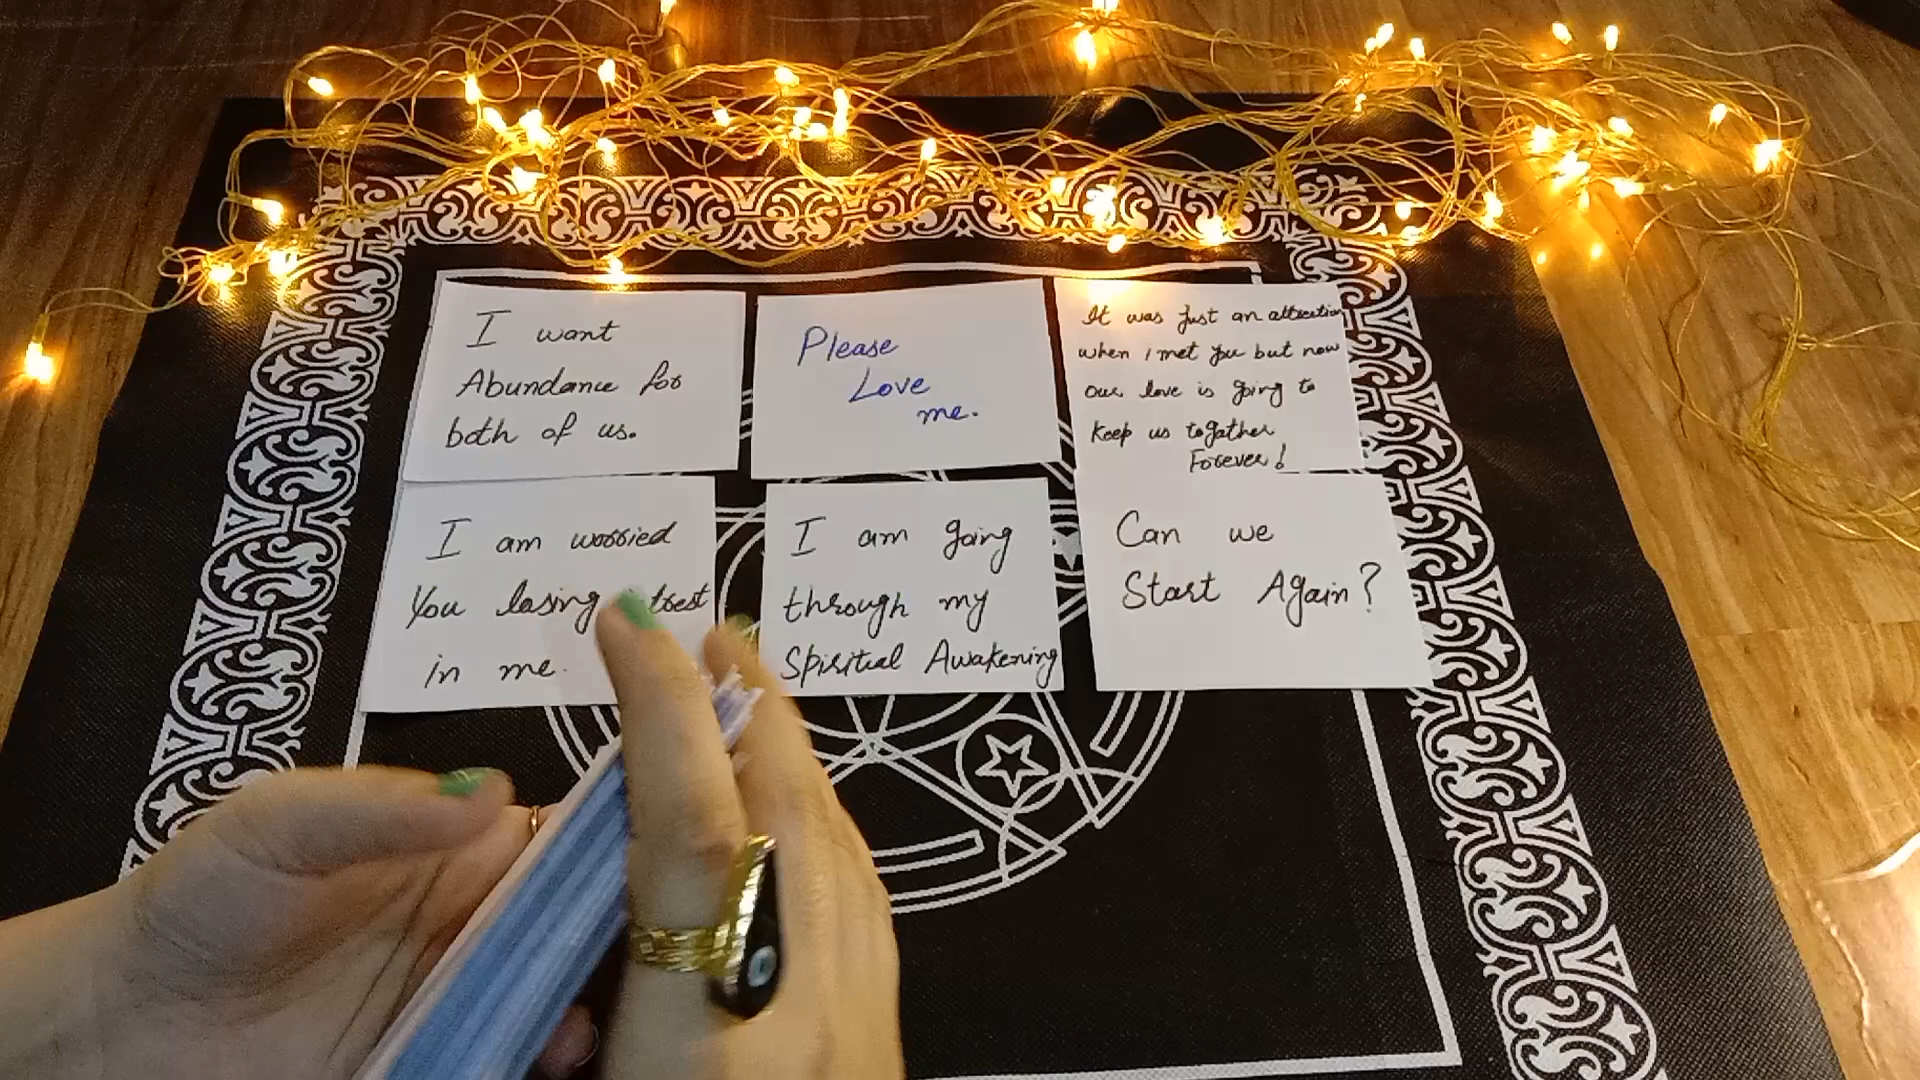 I want
Abundance for
both of us.
Please
Love
me.
It was just an attraction
when i met you but now
our love is going to
Keep us togather
Forever!
I am worried
You losing
in me.
I am going
through my
Spiritual Awakening
Can we
Start Again?